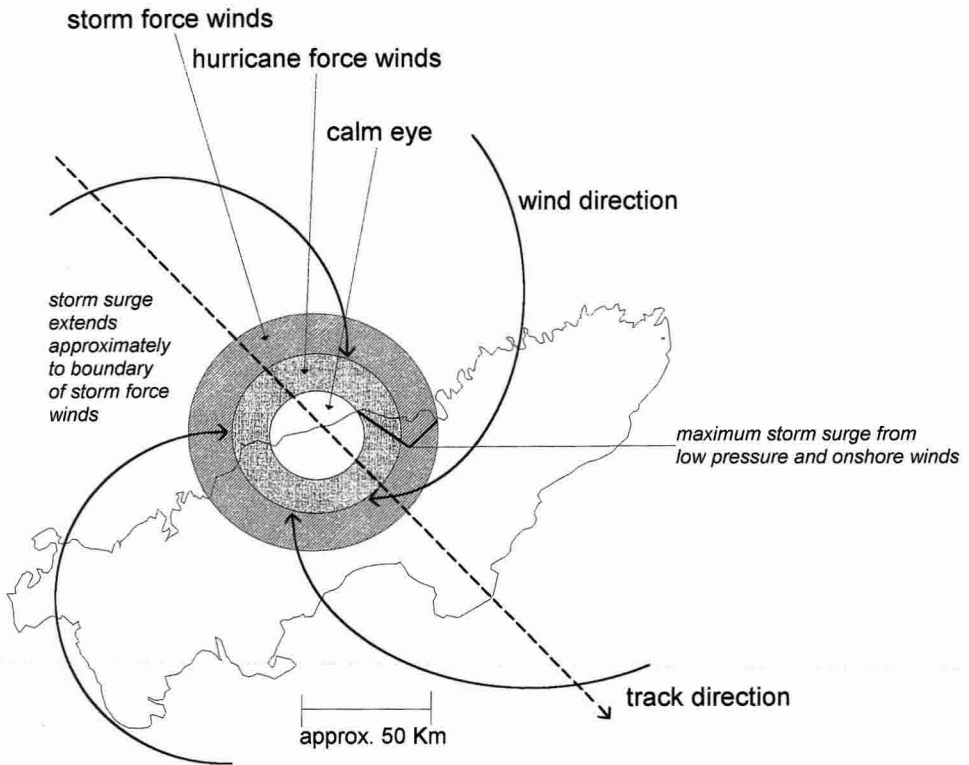 storm force winds
hurricane force winds
calm eye
wind direction
storm surge
extends
approximately
to boundary
of storm force
winds
maximum storm surge from
low pressure and onshore winds
track direction
approx. 50 Km